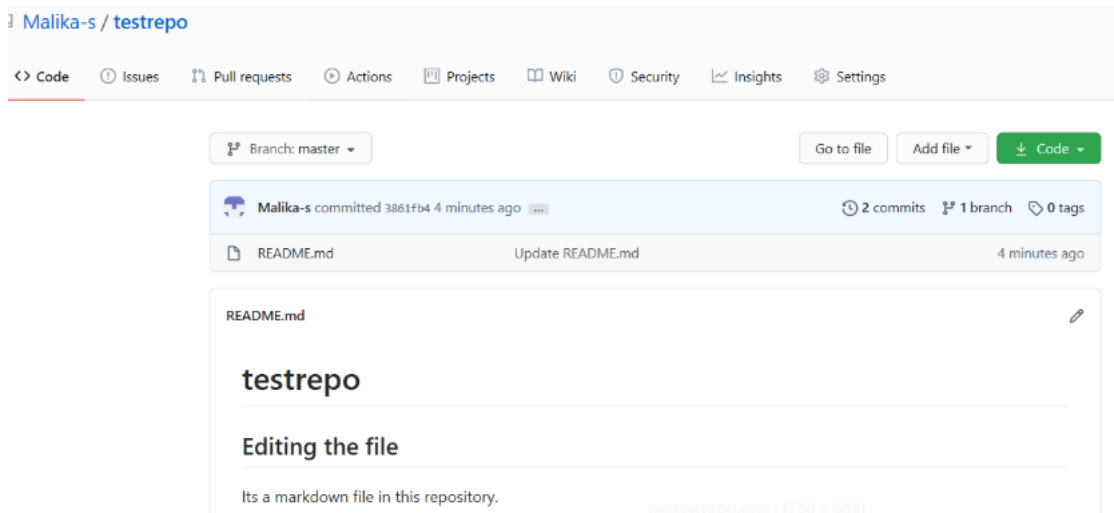 Malika-s / testrepo
Code Issues Pull requests Actions Projects Wiki Security Insights Settings
Branch: master Go to file Add file Code
Malika-s committed 3861fb4 4 minutes ago ... 2 commits 1 branch 0 tags
README.md Update README.md 4 minutes ago
README.md
testrepo
Editing the file
Its a markdown file in this repository.